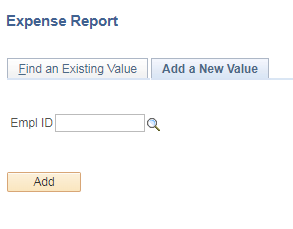 Expense Report
Find an Existing Value Add a New Value
Empl ID
Add